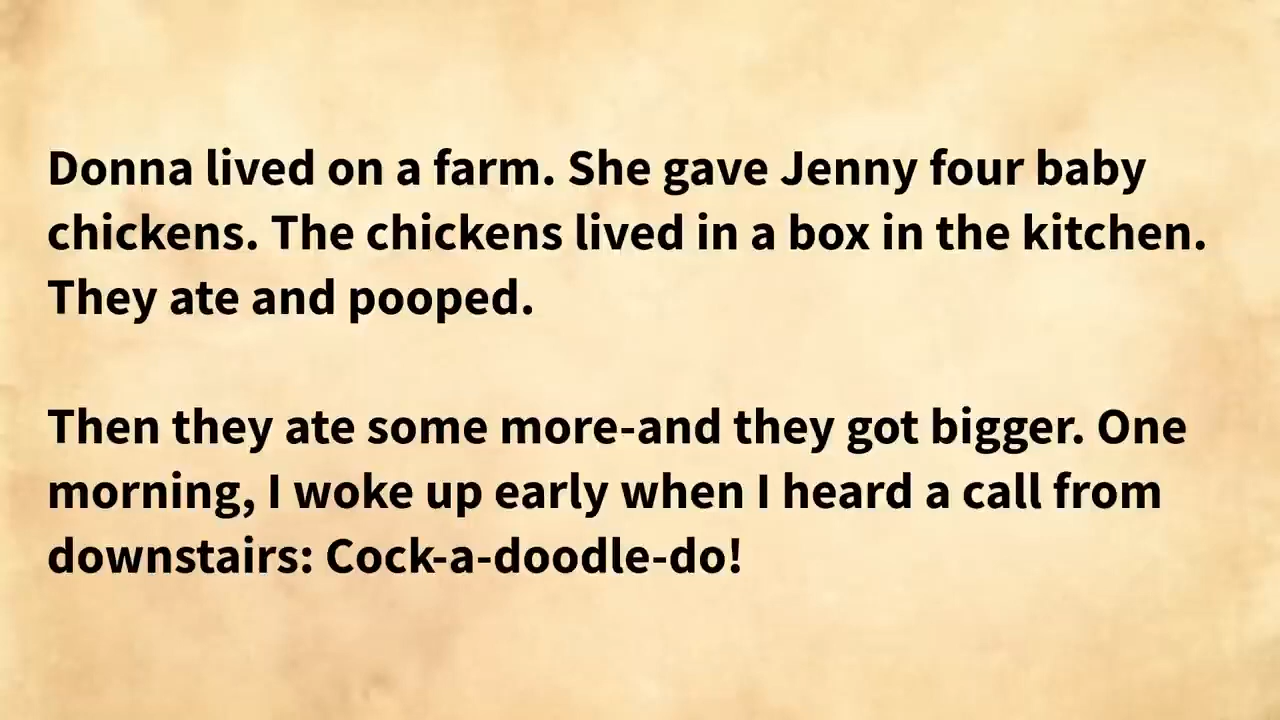 Donna lived on a farm. She gave Jenny four baby
chickens. The chickens lived in a box in the kitchen.
They ate and pooped.
Then they ate some more-and they got bigger. One
morning, I woke up early when I heard a call from
downstairs: Cock-a-doodle-do!